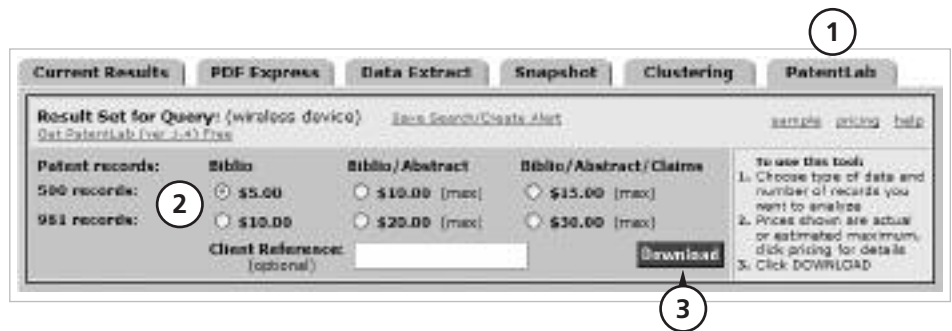 1
Current Results PDF Express Data Extract Snapshot Clustering PatentLab
Result Set for Query: (wireless device) Save Search/Create Alert sample pricing help
Get PatentLab (ver 1.4) Free
Patent records: Biblio Biblio/Abstract Biblio/Abstract/Claims
500 records: $5.00 $10.00 (max) $15.00 (max)
981 records: $10.00 $20.00 (max) $30.00 (max)
Client Reference:
(optional)
Download
To use this tool:
1. Choose type of data and
number of records you
want to analyze
2. Prices shown are actual
or estimated maximum,
click pricing for details
3. Click DOWNLOAD
2
3